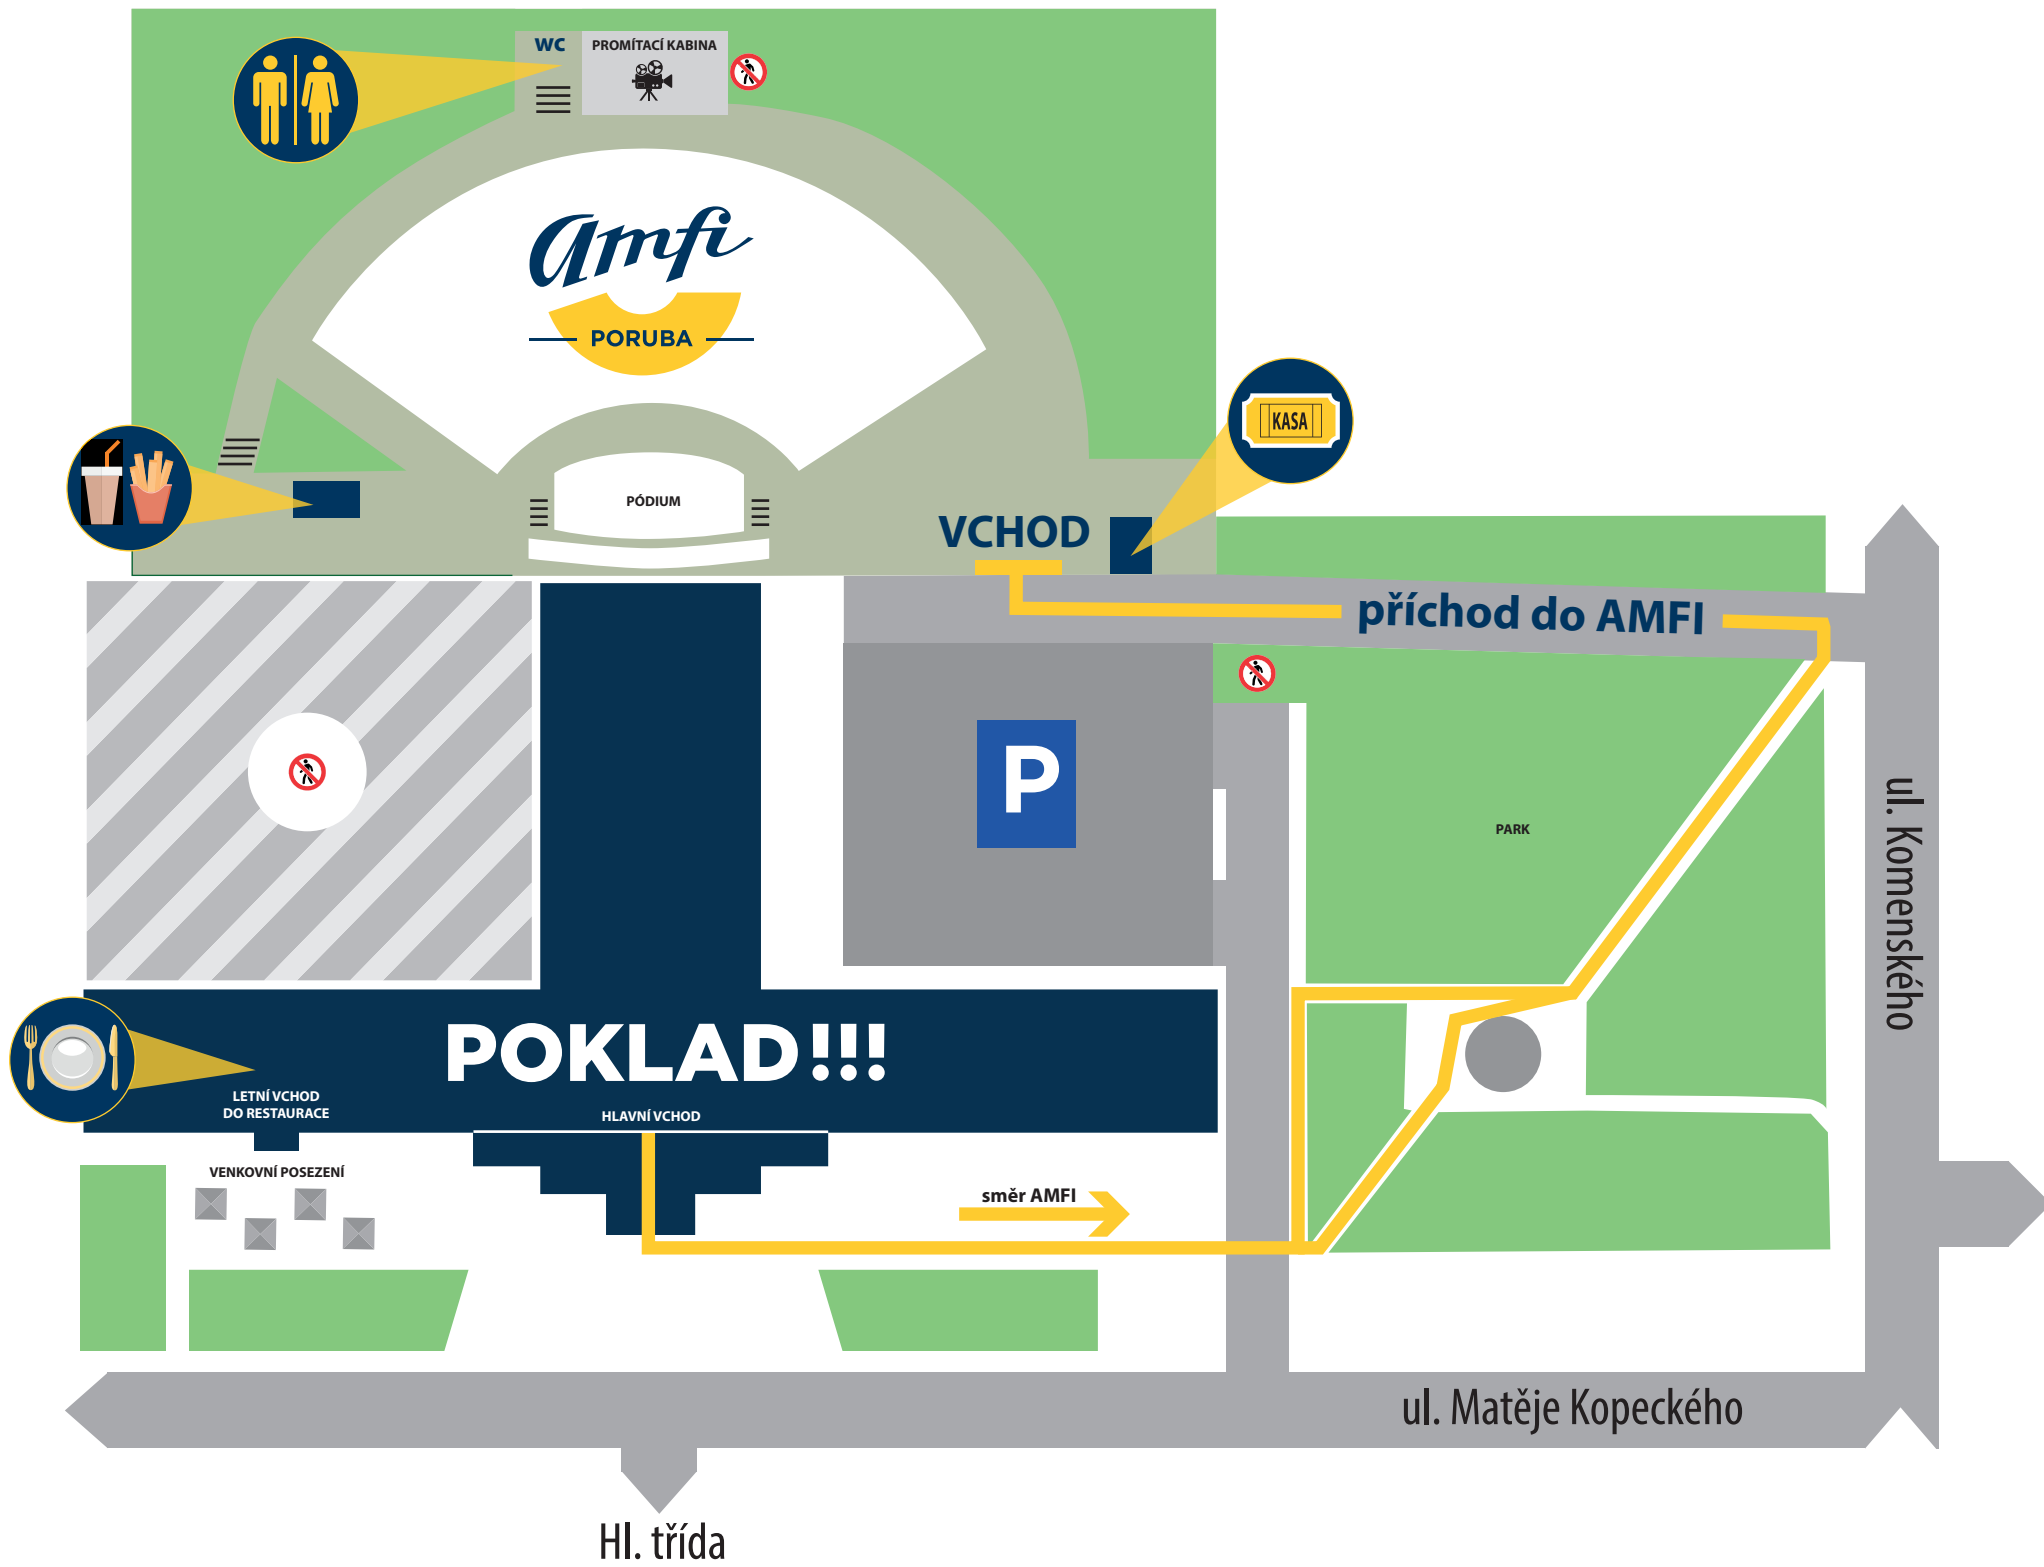 WC
PROMÍTACÍ KABINA
amfi
PORUBA
KASA
PÓDIUM
VCHOD
příchod do AMFI
P
PARK
ul. Komenského
POKLAD!!!
LETNÍ VCHOD
DO RESTAURACE
HLAVNÍ VCHOD
VENKOVNÍ POSEZENÍ
směr AMFI
ul. Matěje Kopeckého
Hl. třída